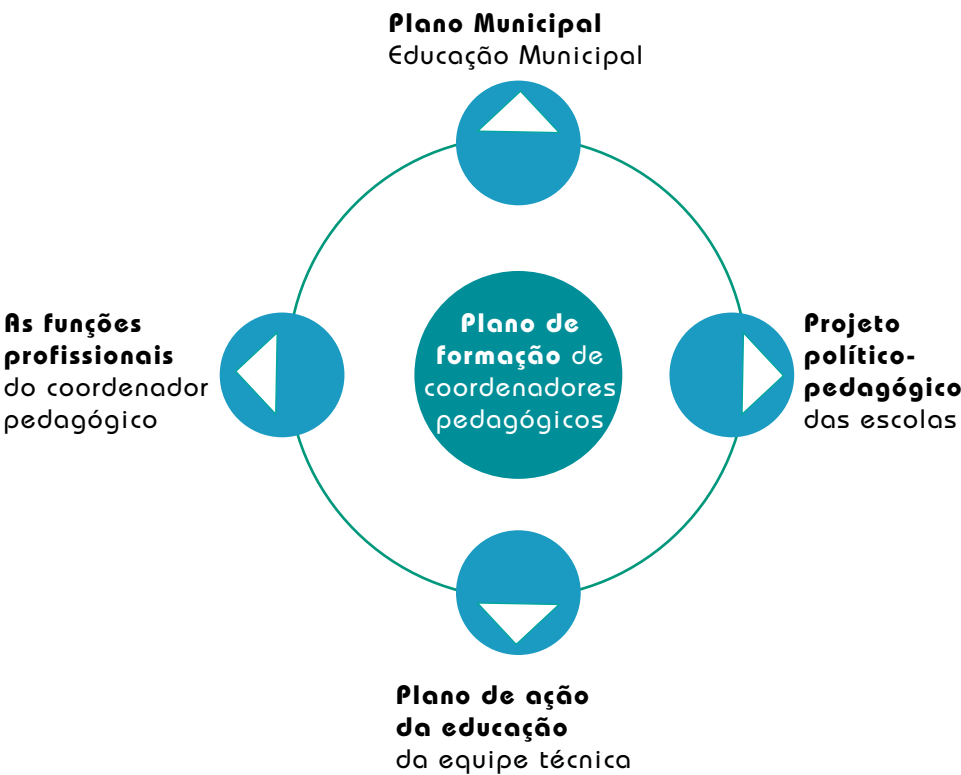 Plano Municipal
Educação Municipal
As funções
profissionais
do coordenador
pedagógico
Plano de
formação de
coordenadores
pedagógicos
Projeto
político-
pedagógico
das escolas
Plano de ação
da educação
da equipe técnica